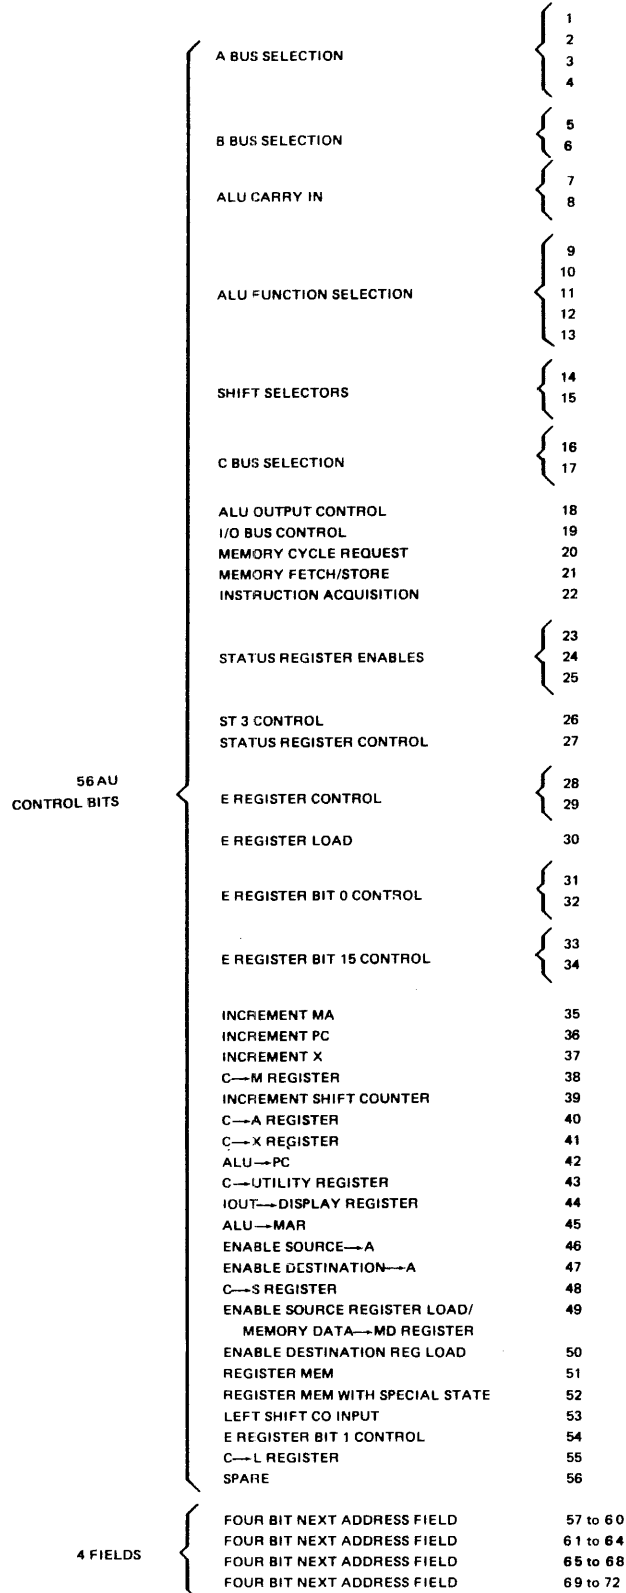 1
2
A BUS SELECTION
3
4
5
B BUS SELECTION
6
7
ALU CARRY IN
8
9
10
ALU FUNCTION SELECTION 11
12
13
14
SHIFT SELECTORS 15
16
C BUS SELECTION 17
ALU OUTPUT CONTROL 18
I/O BUS CONTROL 19
MEMORY CYCLE REQUEST 20
MEMORY FETCH/STORE 21
INSTRUCTION ACQUISITION 22
23
STATUS REGISTER ENABLES 24
25
ST 3 CONTROL 26
STATUS REGISTER CONTROL 27
56 AU
CONTROL BITS
28
E REGISTER CONTROL 29
E REGISTER LOAD 30
31
E REGISTER BIT 0 CONTROL 32
33
E REGISTER BIT 15 CONTROL 34
INCREMENT MA 35
INCREMENT PC 36
INCREMENT X 37
C→M REGISTER 38
INCREMENT SHIFT COUNTER 39
C→A REGISTER 40
C→X REGISTER 41
ALU→PC 42
C→UTILITY REGISTER 43
IOUT→DISPLAY REGISTER 44
ALU→MAR 45
ENABLE SOURCE→A 46
ENABLE DESTINATION→A 47
C→S REGISTER 48
ENABLE SOURCE REGISTER LOAD/ 49
MEMORY DATA→MD REGISTER
ENABLE DESTINATION REG LOAD 50
REGISTER MEM 51
REGISTER MEM WITH SPECIAL STATE 52
LEFT SHIFT CO INPUT 53
E REGISTER BIT 1 CONTROL 54
C→L REGISTER 55
SPARE 56
4 FIELDS
FOUR BIT NEXT ADDRESS FIELD 57 to 60
FOUR BIT NEXT ADDRESS FIELD 61 to 64
FOUR BIT NEXT ADDRESS FIELD 65 to 68
FOUR BIT NEXT ADDRESS FIELD 69 to 72